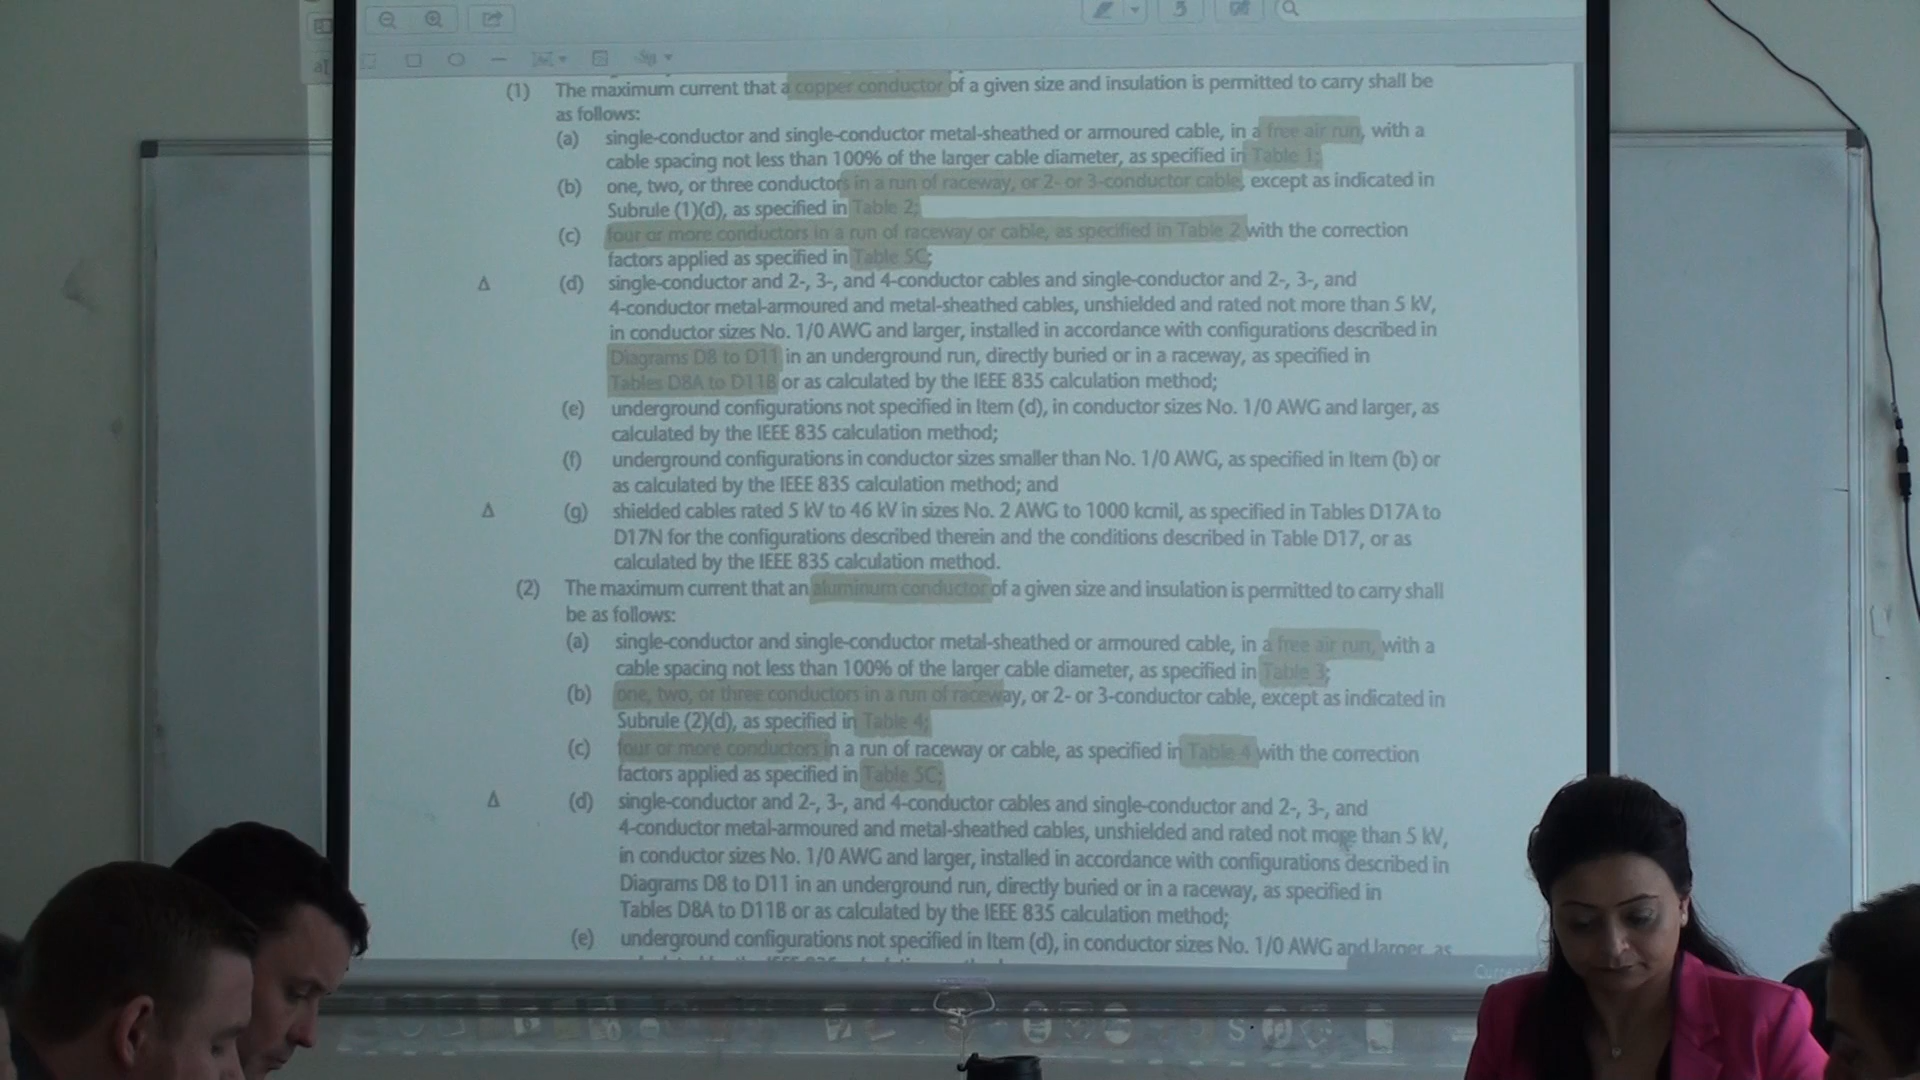 (1) The maximum current that a copper conductor of a given size and insulation is permitted to carry shall be
as follows:
(a) single-conductor and single-conductor metal-sheathed or armoured cable, in a free air run, with a
cable spacing not less than 100% of the larger cable diameter, as specified in Table 1;
(b) one, two, or three conductors in a run of raceway, or 2- or 3-conductor cable, except as indicated in
Subrule (1)(d), as specified in Table 2;
(c) four or more conductors in a run of raceway or cable, as specified in Table 2 with the correction
factors applied as specified in Table 5C;
Δ (d) single-conductor and 2-, 3-, and 4-conductor cables and single-conductor and 2-, 3-, and
4-conductor metal-armoured and metal-sheathed cables, unshielded and rated not more than 5 kV,
in conductor sizes No. 1/0 AWG and larger, installed in accordance with configurations described in
Diagrams D8 to D11 in an underground run, directly buried or in a raceway, as specified in
Tables D8A to D11B or as calculated by the IEEE 835 calculation method;
(e) underground configurations not specified in Item (d), in conductor sizes No. 1/0 AWG and larger, as
calculated by the IEEE 835 calculation method;
(f) underground configurations in conductor sizes smaller than No. 1/0 AWG, as specified in Item (b) or
as calculated by the IEEE 835 calculation method; and
Δ (g) shielded cables rated 5 kV to 46 kV in sizes No. 2 AWG to 1000 kcmil, as specified in Tables D17A to
D17N for the configurations described therein and the conditions described in Table D17, or as
calculated by the IEEE 835 calculation method.
(2) The maximum current that an aluminum conductor of a given size and insulation is permitted to carry shall
be as follows:
(a) single-conductor and single-conductor metal-sheathed or armoured cable, in a free air run, with a
cable spacing not less than 100% of the larger cable diameter, as specified in Table 3;
(b) one, two, or three conductors in a run of raceway, or 2- or 3-conductor cable, except as indicated in
Subrule (2)(d), as specified in Table 4;
(c) four or more conductors in a run of raceway or cable, as specified in Table 4 with the correction
factors applied as specified in Table 5C;
Δ (d) single-conductor and 2-, 3-, and 4-conductor cables and single-conductor and 2-, 3-, and
4-conductor metal-armoured and metal-sheathed cables, unshielded and rated not more than 5 kV,
in conductor sizes No. 1/0 AWG and larger, installed in accordance with configurations described in
Diagrams D8 to D11 in an underground run, directly buried or in a raceway, as specified in
Tables D8A to D11B or as calculated by the IEEE 835 calculation method;
(e) underground configurations not specified in Item (d), in conductor sizes No. 1/0 AWG and larger, as